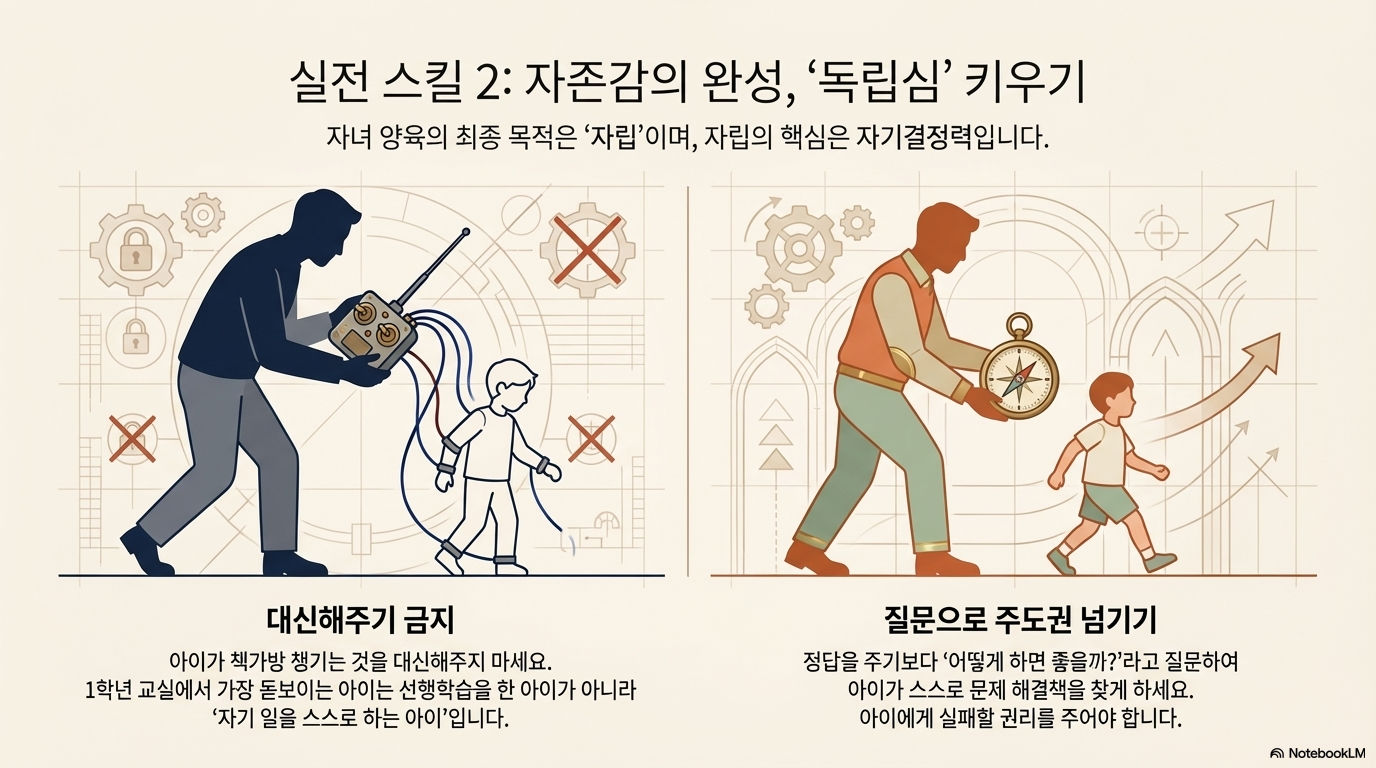 실전 스킬 2: 자존감의 완성, ‘독립심’ 키우기
자녀 양육의 최종 목적은 ‘자립’이며, 자립의 핵심은 자기결정력입니다.
대신해주기 금지
아이가 책가방 챙기는 것을 대신해주지 마세요.
1학년 교실에서 가장 돋보이는 아이는 선행학습을 한 아이가 아니라
‘자기 일을 스스로 하는 아이’입니다.
질문으로 주도권 넘기기
정답을 주기보다 ‘어떻게 하면 좋을까?’라고 질문하여
아이가 스스로 문제 해결책을 찾게 하세요.
아이에게 실패할 권리를 주어야 합니다.
NotebookLM